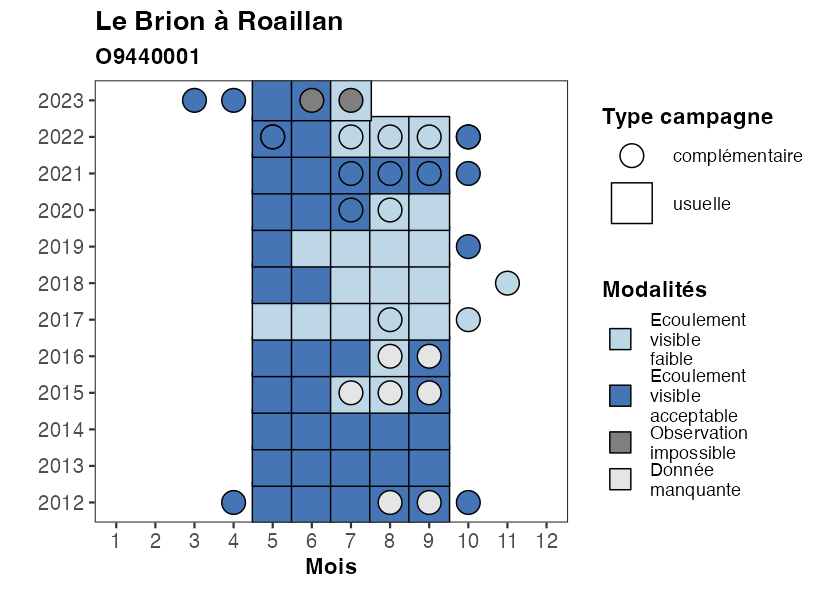 Le Brion à Roaillan
O9440001
2023
2022
2021
2020
2019
2018
2017
2016
2015
2014
2013
2012
1 2 3 4 5 6 7 8 9 10 11 12
Mois
Type campagne
complémentaire
usuelle
Modalités
Ecoulement
visible
faible
Ecoulement
visible
acceptable
Observation
impossible
Donnée
manquante